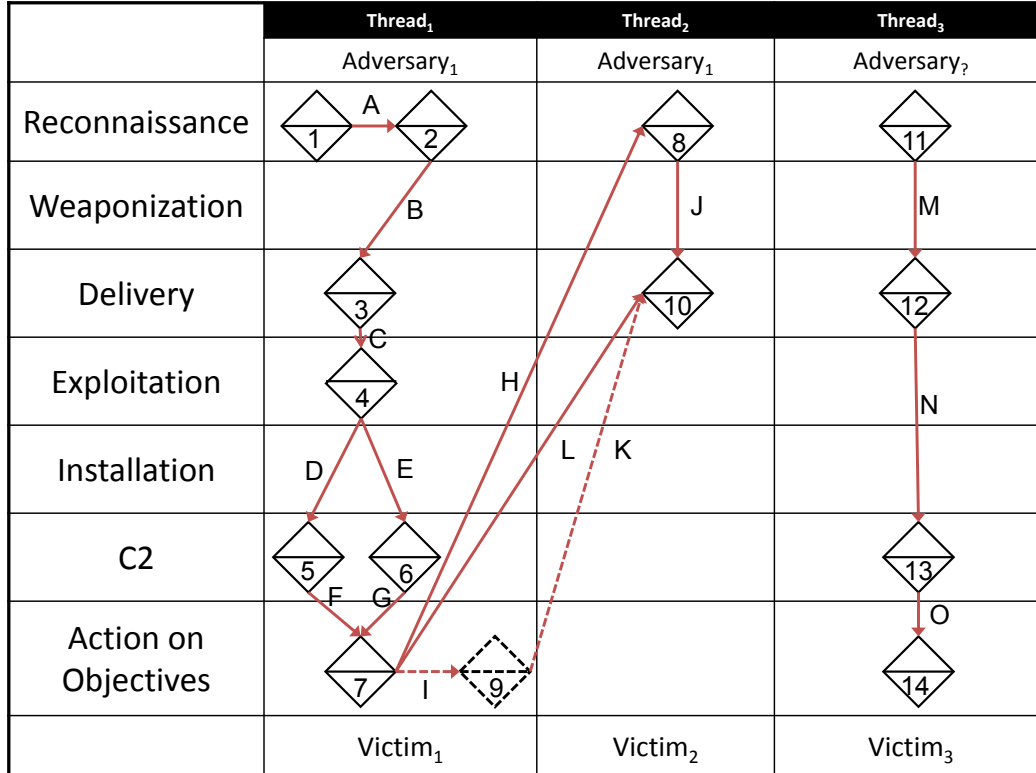 Thread₁ Thread₂ Thread₃
Adversary₁ Adversary₁ Adversary?
Reconnaissance 1 A 2 8 11
Weaponization B J M
Delivery 3 10 12
C
Exploitation 4 H N
Installation D E L K
C2 5 6 13
F G O
Action on
Objectives 7 I 9 14
Victim₁ Victim₂ Victim₃